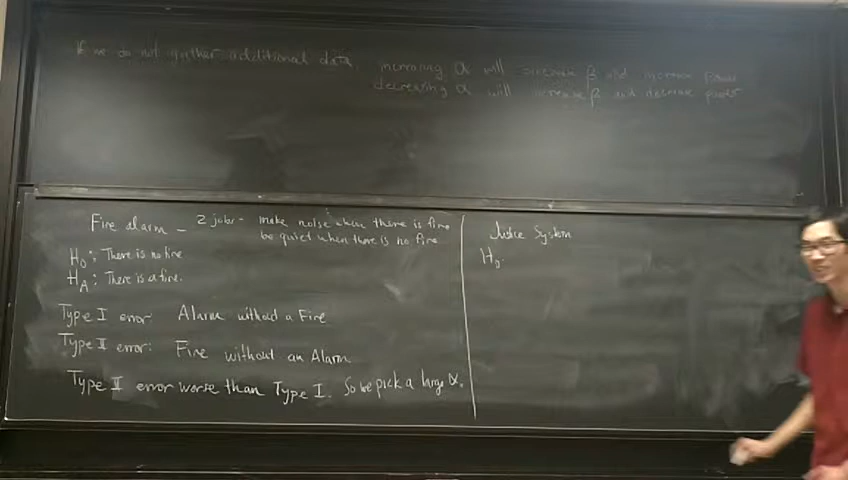 If we do not gather additional data, increasing α will decrease β and increase power
decreasing α will increase β and decrease power
Fire alarm - 2 jobs - make noise when there is fire
be quiet when there is no fire
H0: There is no fire
HA: There is a fire.
Type I error: Alarm without a Fire
Type II error: Fire without an Alarm
Type II error worse than Type I. So we pick a large α.
Justice System
H0: